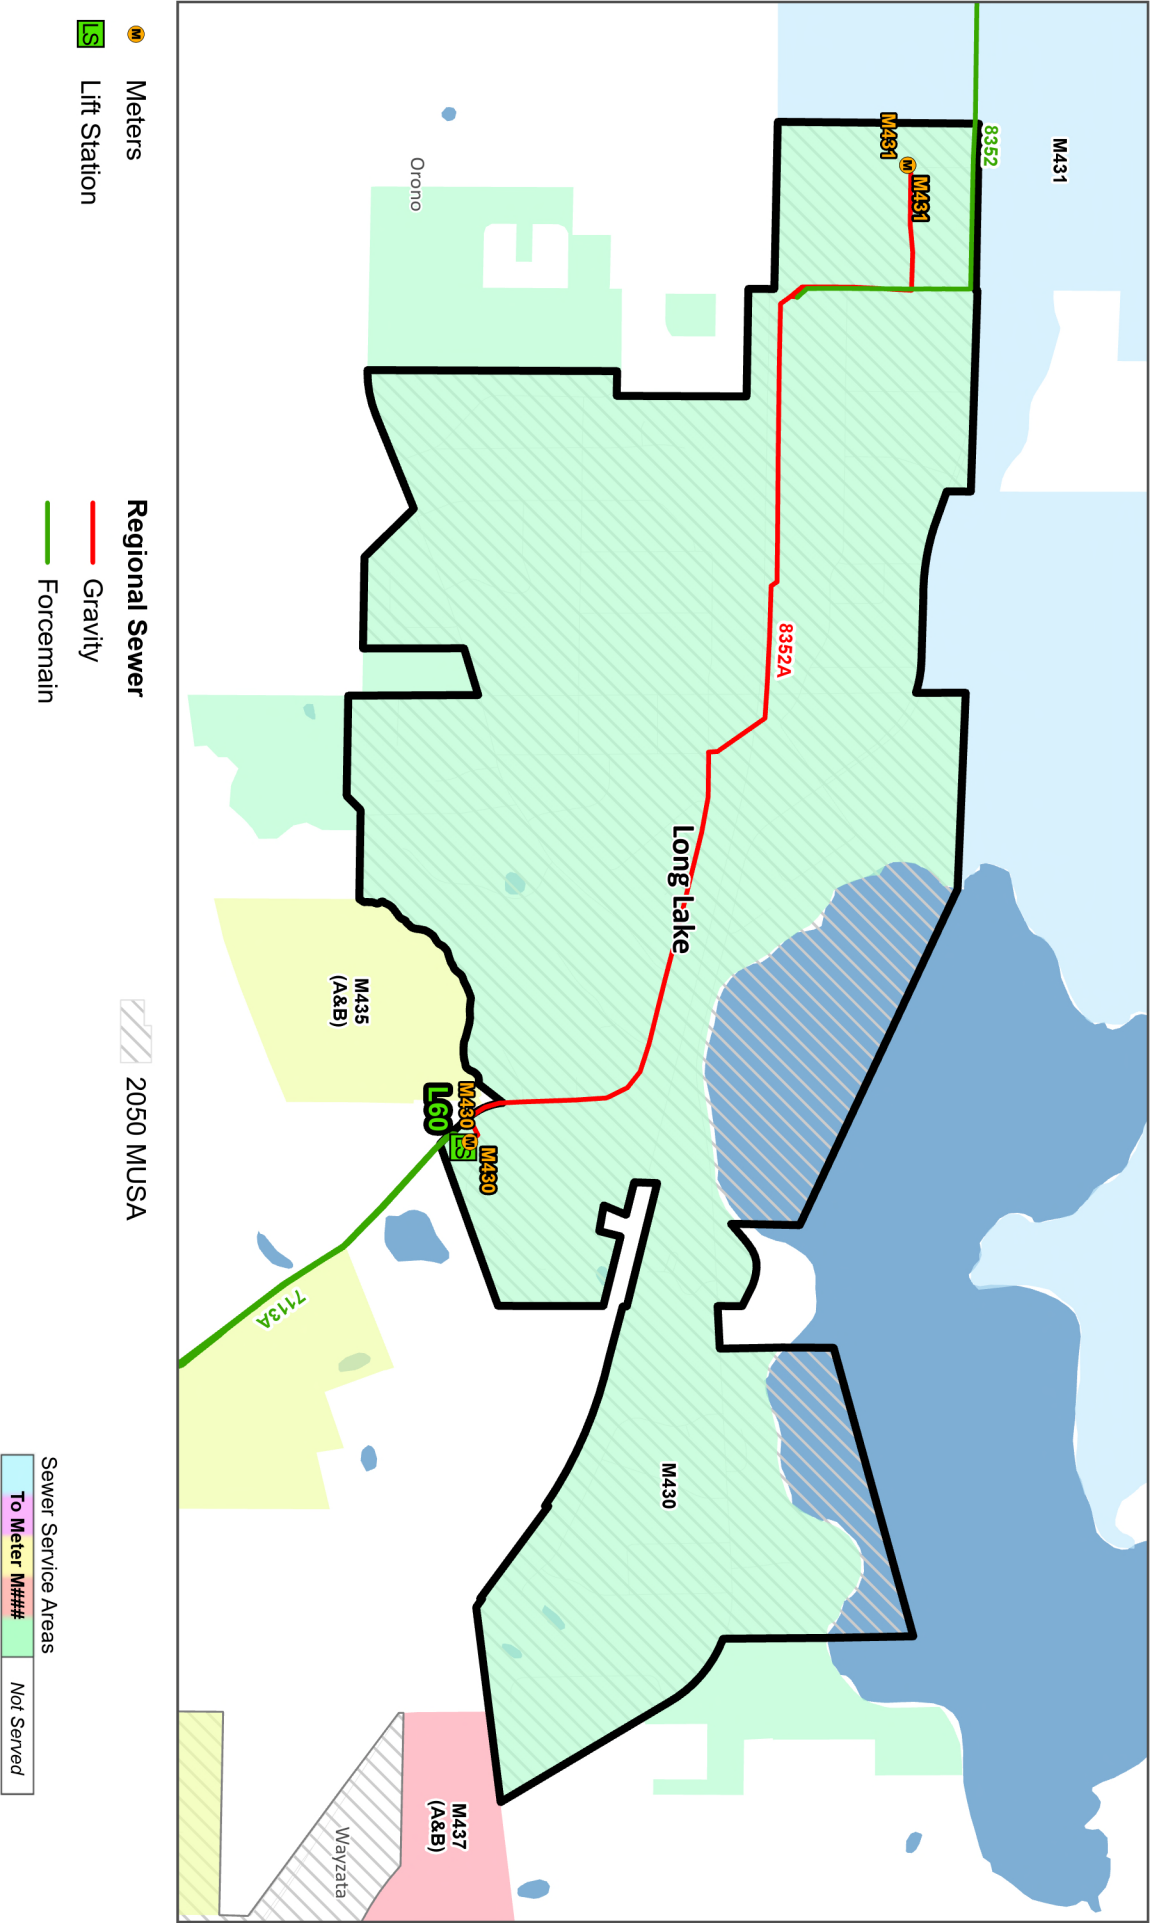 M431
8352
M431
M431
Orono
8352A
Long Lake
M435
(A&B)
M430
L60
LS
M430
7113A
M430
M437
(A&B)
Wayzata
M
M
M
Meters
LS
Lift Station
Regional Sewer
Gravity
Forcemain
2050 MUSA
Sewer Service Areas
To Meter M###
Not Served